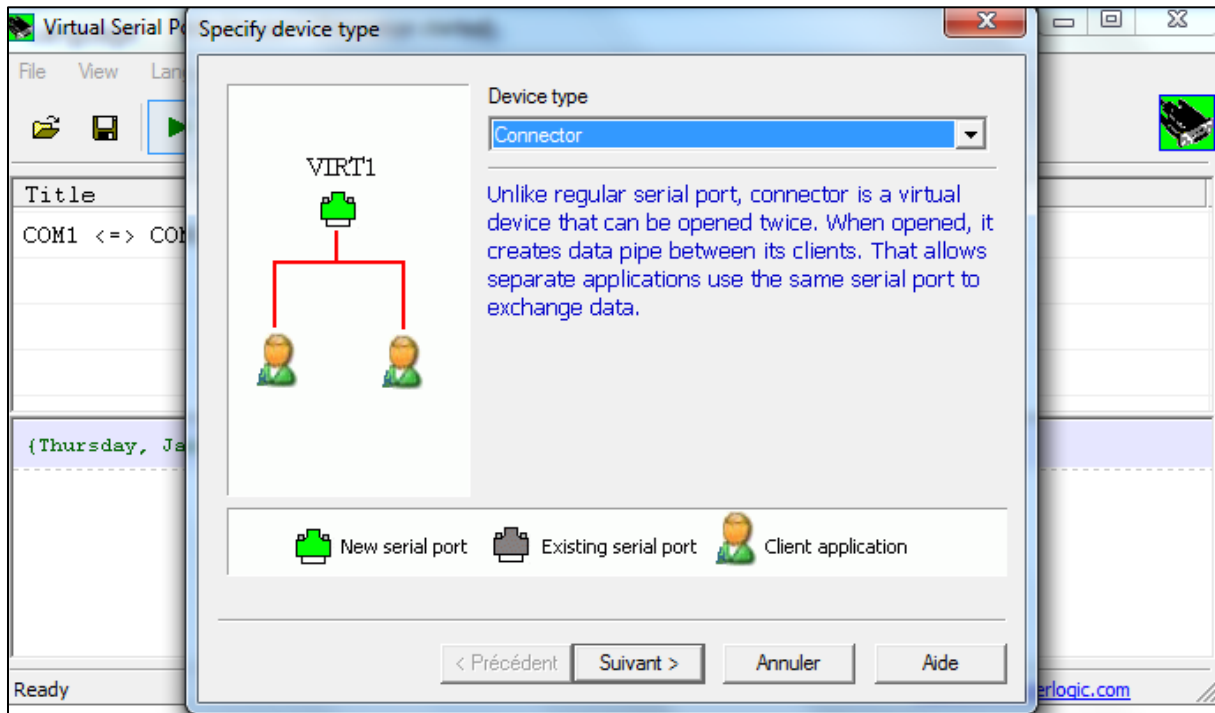 Virtual Serial Po
Specify device type
File View Lan
Device type
Connector
VIRT1
Unlike regular serial port, connector is a virtual
device that can be opened twice. When opened, it
creates data pipe between its clients. That allows
separate applications use the same serial port to
exchange data.
Title
COM1 <=> COM
{Thursday, Ja
New serial port Existing serial port Client application
< Précédent Suivant > Annuler Aide
Ready
erlogic.com